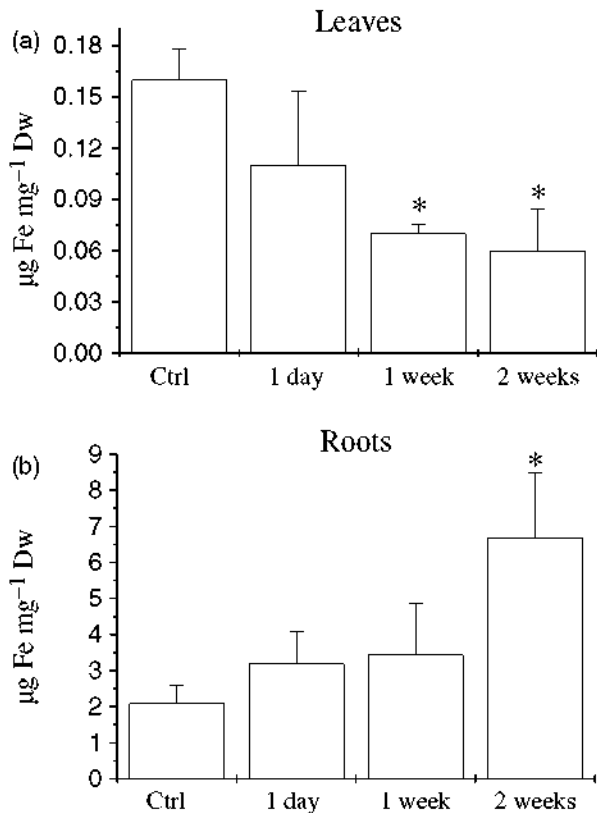 (a)
Leaves
µg Fe mg⁻¹ Dw
0.18
0.15
0.12
0.09
0.06
0.03
0.00
*
*
Ctrl
1 day
1 week
2 weeks
(b)
Roots
µg Fe mg⁻¹ Dw
9
8
7
6
5
4
3
2
1
0
*
Ctrl
1 day
1 week
2 weeks